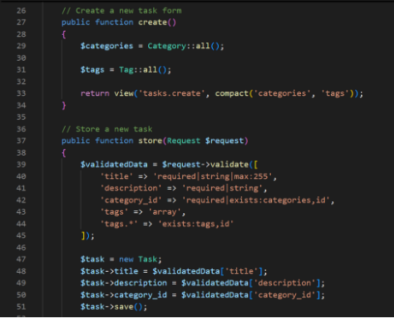 26 // Create a new task form
27 public function create()
28 {
29 $categories = Category::all();
30
31 $tags = Tag::all();
32
33 return view('tasks.create', compact('categories', 'tags'));
34 }
35
36 // Store a new task
37 public function store(Request $request)
38 {
39 $validatedData = $request->validate([
40 'title' => 'required|string|max:255',
41 'description' => 'required|string',
42 'category_id' => 'required|exists:categories,id',
43 'tags' => 'array',
44 'tags.*' => 'exists:tags,id'
45 ]);
46
47 $task = new Task;
48 $task->title = $validatedData['title'];
49 $task->description = $validatedData['description'];
50 $task->category_id = $validatedData['category_id'];
51 $task->save();